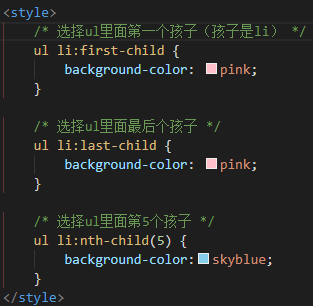 <style>
/* 选择ul里面第一个孩子（孩子是li） */
ul li:first-child {
background-color: pink;
}
/* 选择ul里面最后个孩子 */
ul li:last-child {
background-color: pink;
}
/* 选择ul里面第5个孩子 */
ul li:nth-child(5) {
background-color:skyblue;
}
</style>